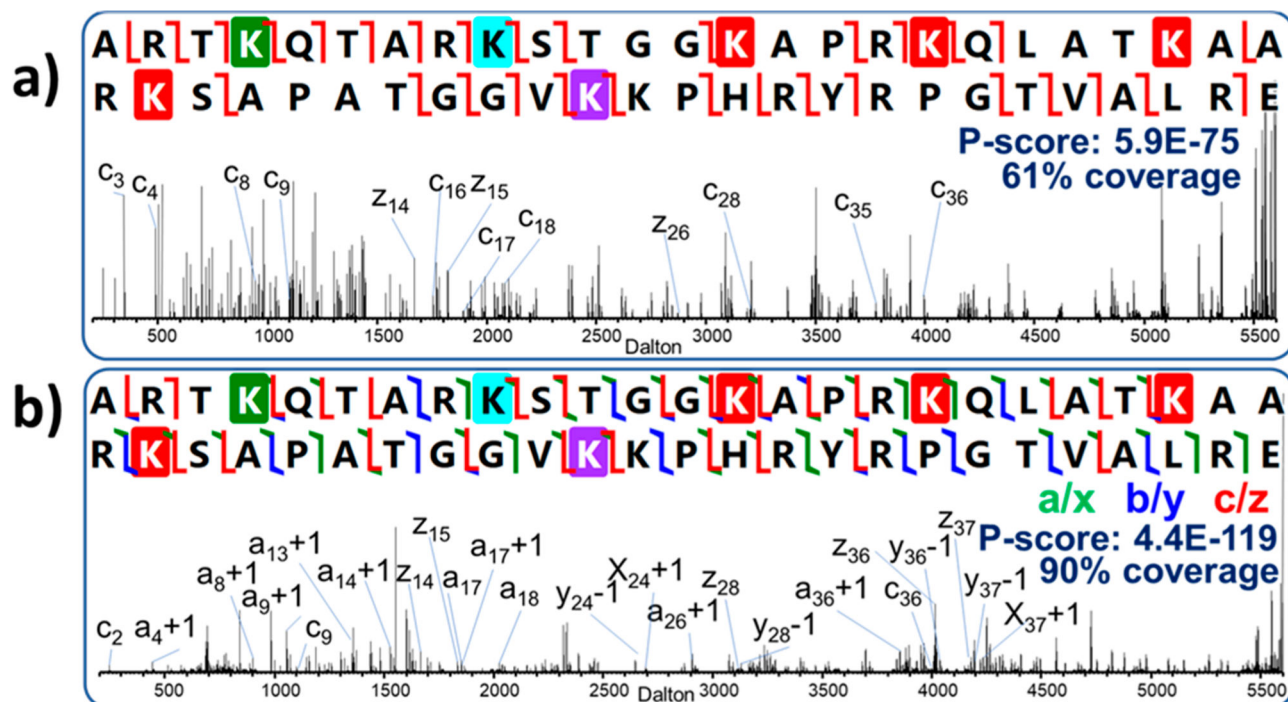 a)
A R T K Q T A R K S T G G K A P R K Q L A T K A A
R K S A P A T G G V K K P H R Y R P G T V A L R E
P-score: 5.9E-75
61% coverage
c3 c4 c8 c9 z14 c16 z15 c17 c18 z26 c28 c35 c36
500 1000 1500 2000 2500 3000 3500 4000 4500 5000 5500
Dalton
b)
A R T K Q T A R K S T G G K A P R K Q L A T K A A
R K S A P A T G G V K K P H R Y R P G T V A L R E
a/x b/y c/z
P-score: 4.4E-119
90% coverage
c2 a4+1 a8+1 a9+1 a13+1 c9 a14+1 z14 z15 a17 a17+1 a18 y24-1 X24+1 a26+1 z28 y28-1 a36+1 z36 c36 y36-1 z37 y37-1 X37+1
500 1000 1500 2000 2500 3000 3500 4000 4500 5000 5500
Dalton